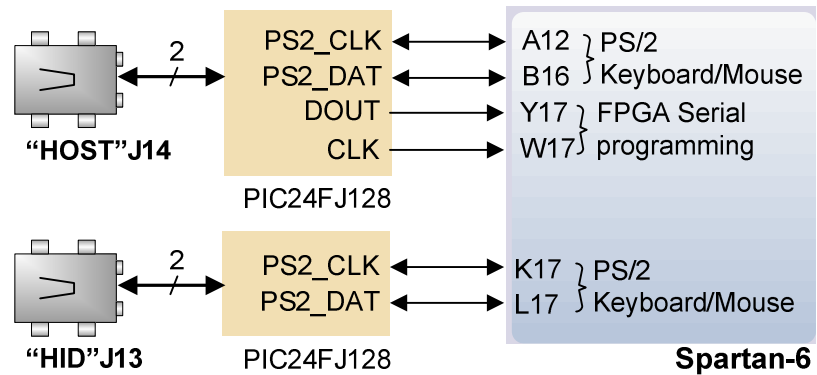 2 PS2_CLK A12 PS/2
PS2_DAT B16 Keyboard/Mouse
DOUT Y17 FPGA Serial
“HOST”J14 CLK W17 programming
PIC24FJ128
2 PS2_CLK K17 PS/2
PS2_DAT L17 Keyboard/Mouse
“HID”J13 PIC24FJ128 Spartan-6